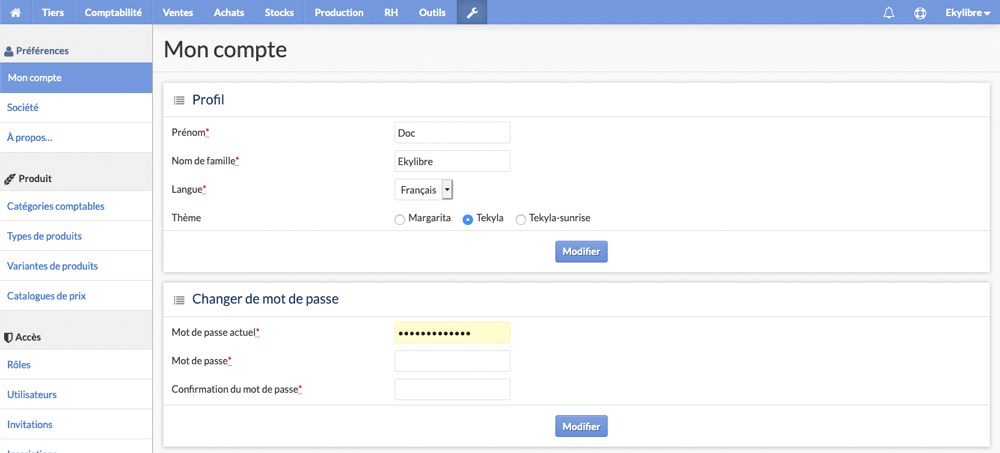 Tiers Comptabilité Ventes Achats Stocks Production RH Outils Ekylibre
Préférences
Mon compte
Société
À propos...
Produit
Catégories comptables
Types de produits
Variantes de produits
Catalogues de prix
Accès
Rôles
Utilisateurs
Invitations
Inscriptions
Mon compte
Profil
Prénom* Doc
Nom de famille* Ekylibre
Langue* Français
Thème Margarita Tekyla Tekyla-sunrise
Modifier
Changer de mot de passe
Mot de passe actuel* •••••••••••••
Mot de passe*
Confirmation du mot de passe*
Modifier